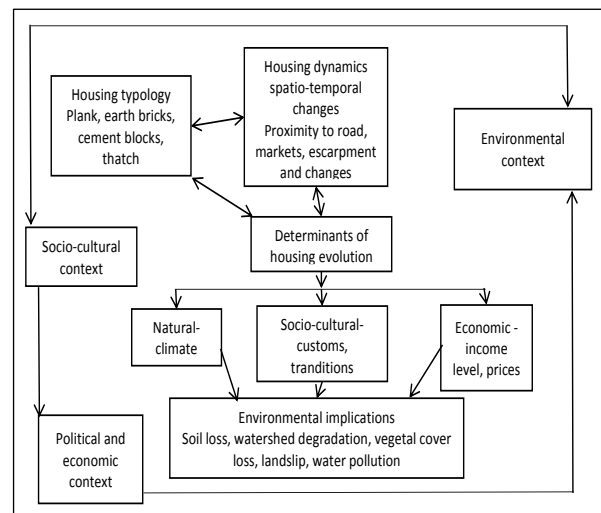 Housing typology
Plank, earth bricks,
cement blocks,
thatch
Housing dynamics
spatio-temporal
changes
Proximity to road,
markets, escarpment
and changes
Environmental
context
Socio-cultural
context
Determinants of
housing evolution
Natural-
climate
Socio-cultural-
customs,
tranditions
Economic -
income
level, prices
Political and
economic
context
Environmental implications
Soil loss, watershed degradation, vegetal cover
loss, landslip, water pollution